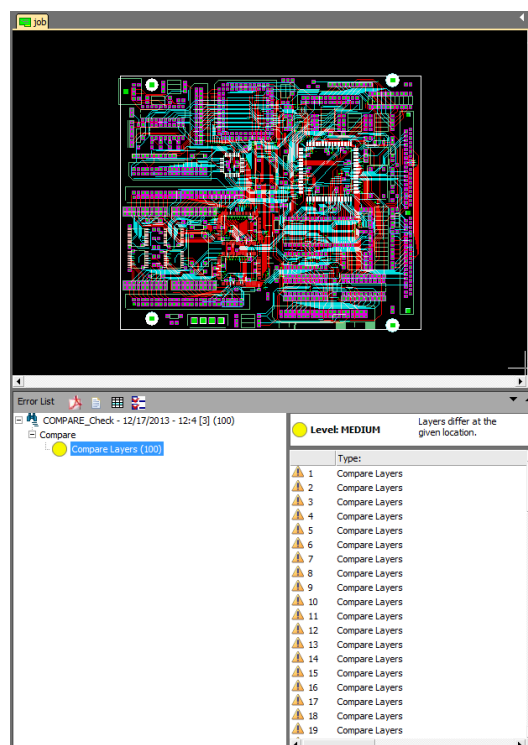 job
Error List
COMPARE_Check - 12/17/2013 - 12:4 [3] (100)
Compare
Compare Layers (100)
Level: MEDIUM
Layers differ at the
given location.
Type:
1 Compare Layers
2 Compare Layers
3 Compare Layers
4 Compare Layers
5 Compare Layers
6 Compare Layers
7 Compare Layers
8 Compare Layers
9 Compare Layers
10 Compare Layers
11 Compare Layers
12 Compare Layers
13 Compare Layers
14 Compare Layers
15 Compare Layers
16 Compare Layers
17 Compare Layers
18 Compare Layers
19 Compare Layers